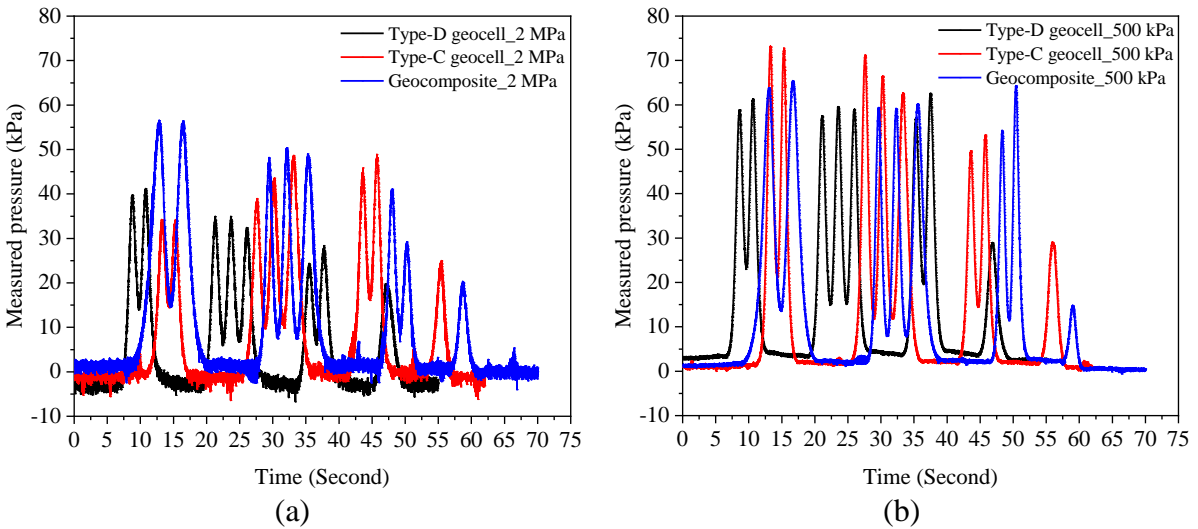 80
70
60
50
40
30
20
10
0
-10
Measured pressure (kPa)
Type-D geocell_2 MPa
Type-C geocell_2 MPa
Geocomposite_2 MPa
0 5 10 15 20 25 30 35 40 45 50 55 60 65 70 75
Time (Second)
(a)
80
70
60
50
40
30
20
10
0
-10
Measured pressure (kPa)
Type-D geocell_500 kPa
Type-C geocell_500 kPa
Geocomposite_500 kPa
0 5 10 15 20 25 30 35 40 45 50 55 60 65 70 75
Time (Second)
(b)